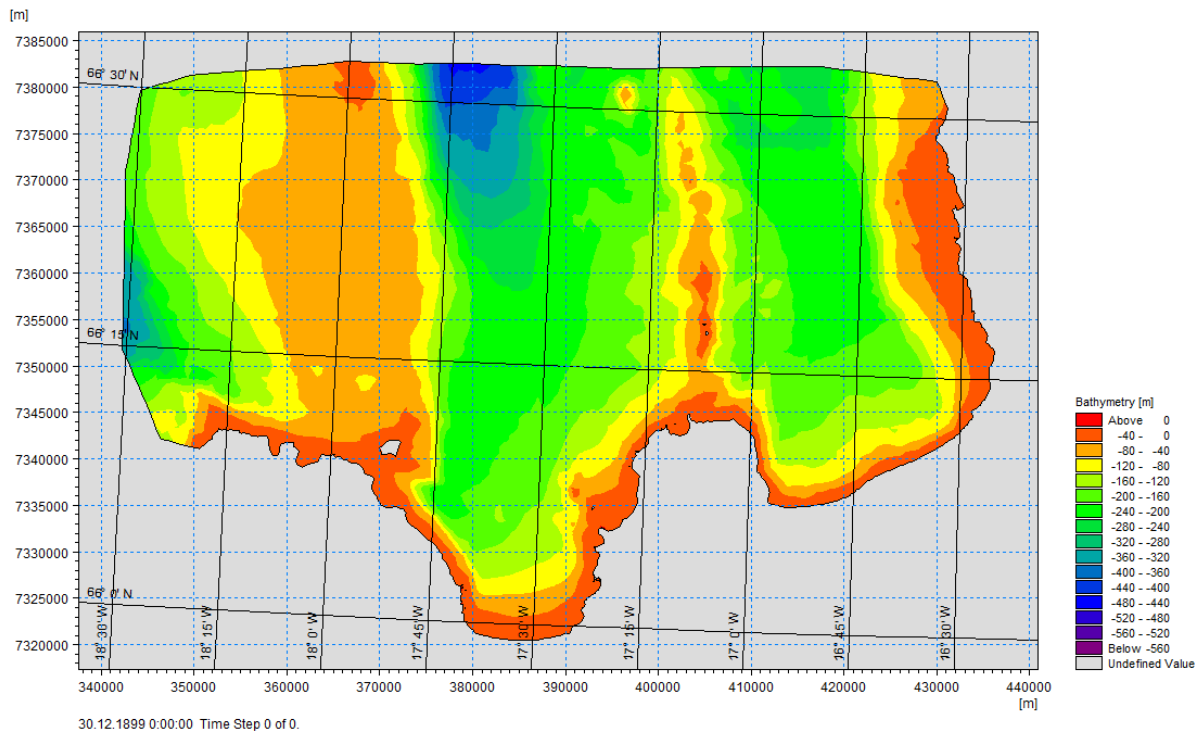 [m]
7385000
7380000
7375000
7370000
7365000
7360000
7355000
7350000
7345000
7340000
7335000
7330000
7325000
7320000
66° 30' N
66° 15' N
66° 0' N
18° 30' W
18° 15' W
18° 0' W
17° 45' W
17° 30' W
17° 15' W
17° 0' W
16° 45' W
16° 30' W
340000 350000 360000 370000 380000 390000 400000 410000 420000 430000 440000
[m]
Bathymetry [m]
Above 0
-40 - 0
-80 - -40
-120 - -80
-160 - -120
-200 - -160
-240 - -200
-280 - -240
-320 - -280
-360 - -320
-400 - -360
-440 - -400
-480 - -440
-520 - -480
-560 - -520
Below -560
Undefined Value
30.12.1899 0:00:00 Time Step 0 of 0.